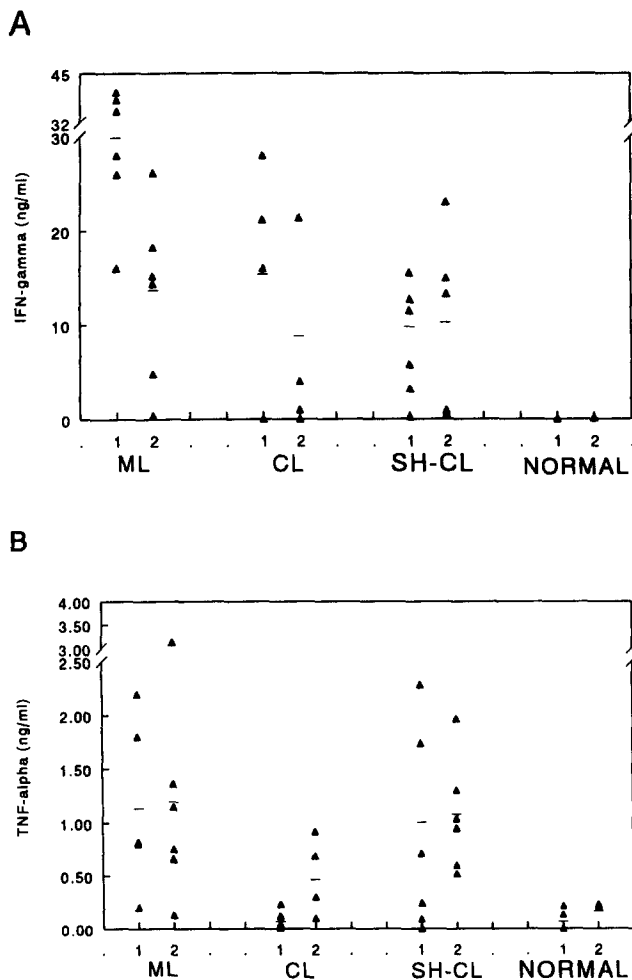 A
45
32
30
20
10
0
IFN-gamma (ng/ml)
1 2 1 2 1 2 1 2
ML CL SH-CL NORMAL
B
4.00
3.50
3.00
2.50
2.00
1.50
1.00
0.50
0.00
TNF-alpha (ng/ml)
1 2 1 2 1 2 1 2
ML CL SH-CL NORMAL